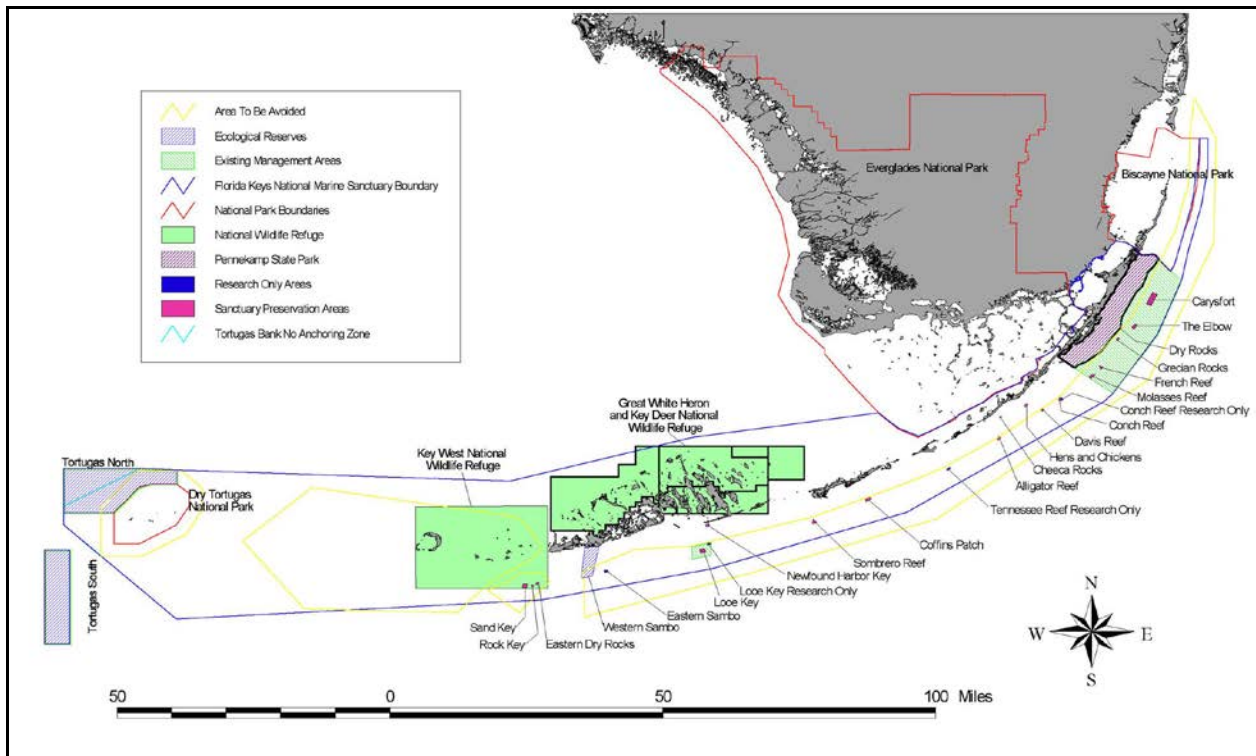 Area To Be Avoided
Ecological Reserves
Existing Management Areas
Florida Keys National Marine Sanctuary Boundary
National Park Boundaries
National Wildlife Refuge
Pennekamp State Park
Research Only Areas
Sanctuary Preservation Areas
Tortugas Bank No Anchoring Zone
Everglades National Park
Biscayne National Park
Carysfort
The Elbow
Dry Rocks
Grecian Rocks
French Reef
Molasses Reef
Conch Reef Research Only
Conch Reef
Davis Reef
Hens and Chickens
Checca Rocks
Alligator Reef
Tennessee Reef Research Only
Coffins Patch
Sombrero Reef
Newfound Harbor Key
Looe Key Research Only
Looe Key
Eastern Sambo
Western Sambo
Eastern Dry Rocks
Rock Key
Sand Key
Great White Heron
and Key Deer National
Wildlife Refuge
Key West National
Wildlife Refuge
Tortugas North
Dry Tortugas
National Park
Tortugas South
N
W E
S
50 0 50 100 Miles